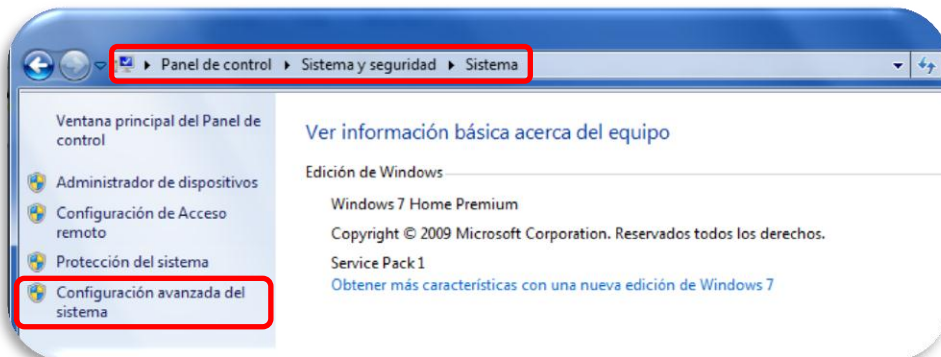 Panel de control Sistema y seguridad Sistema
Ventana principal del Panel de
control
Administrador de dispositivos
Configuración de Acceso
remoto
Protección del sistema
Configuración avanzada del
sistema
Ver información básica acerca del equipo
Edición de Windows
Windows 7 Home Premium
Copyright © 2009 Microsoft Corporation. Reservados todos los derechos.
Service Pack 1
Obtener más características con una nueva edición de Windows 7